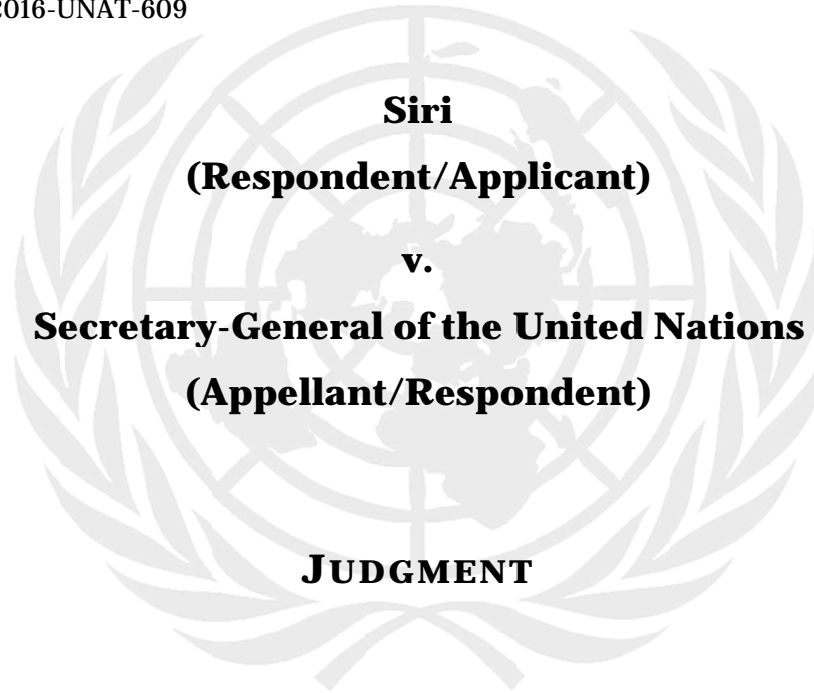 2016-UNAT-609
Siri
(Respondent/Applicant)
v.
Secretary-General of the United Nations
(Appellant/Respondent)
JUDGMENT